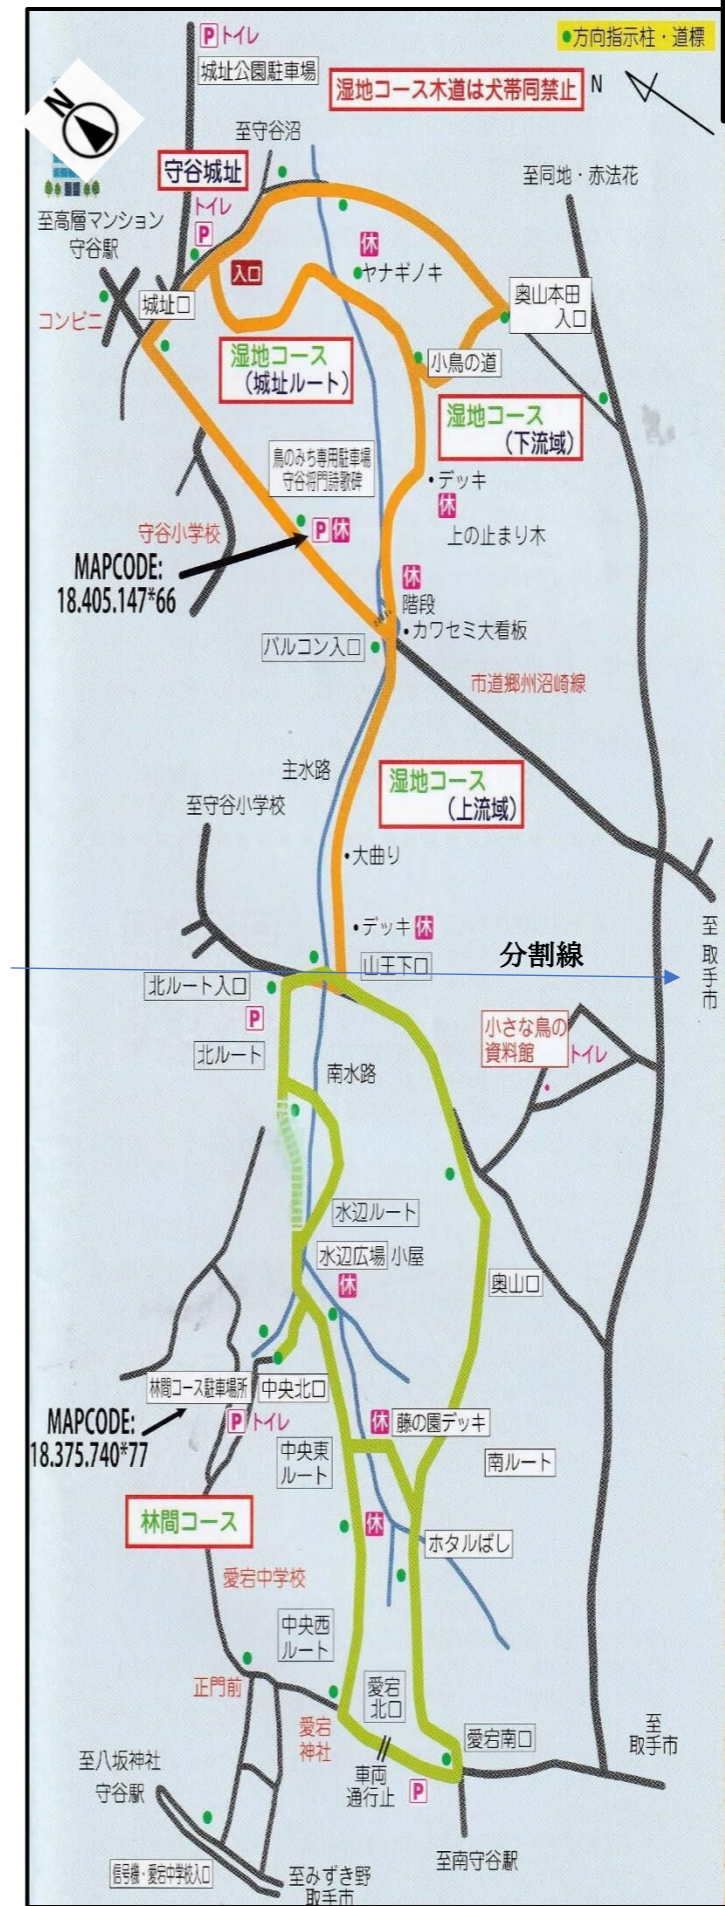 Pトイレ
城址公園駐車場
●方向指示柱・道標
湿地コース木道は犬帯同禁止
N
N
至守谷沼
守谷城址
トイレ
P
至同地・赤法花
至高層マンション
守谷駅
休
入口
ヤナギノキ
コンビニ
城址口
奥山本田
入口
湿地コース
(城址ルート)
小鳥の道
湿地コース
(下流域)
鳥のみち専用駐車場
守谷将門詩歌碑
・デッキ
休
上の止まり木
守谷小学校
P休
MAPCODE:
18.405.147*66
休
階段
・カワセミ大看板
バルコン入口
市道郷州沼崎線
主水路
湿地コース
(上流域)
至守谷小学校
・大曲り
・デッキ休
至
取手市
分割線
山王下口
北ルート入口
P
小さな鳥の
資料館
トイレ
北ルート
南水路
水辺ルート
水辺広場 小屋
休
奥山口
林間コース駐車場所
中央北口
MAPCODE:
18.375.740*77
Pトイレ
休 藤の園デッキ
中央東
ルート
南ルート
林間コース
休
ホタルばし
愛宕中学校
中央西
ルート
正門前
愛宕
北口
愛宕
神社
愛宕南口
至
取手市
至八坂神社
守谷駅
車両
通行止
P
信号機・愛宕中学校入口
至みずき野
取手市
至南守谷駅